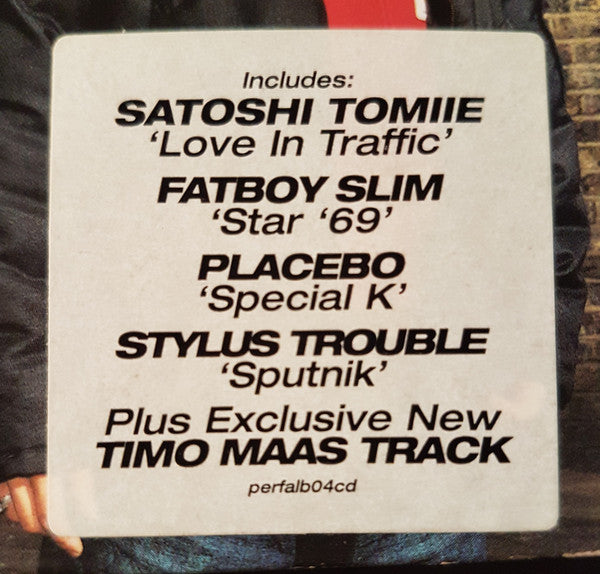 Includes:
SATOSHI TOMIIE
‘Love In Traffic’
FATBOY SLIM
‘Star ‘69’
PLACEBO
‘Special K’
STYLUS TROUBLE
‘Sputnik’
Plus Exclusive New
TIMO MAAS TRACK
perfalb04cd